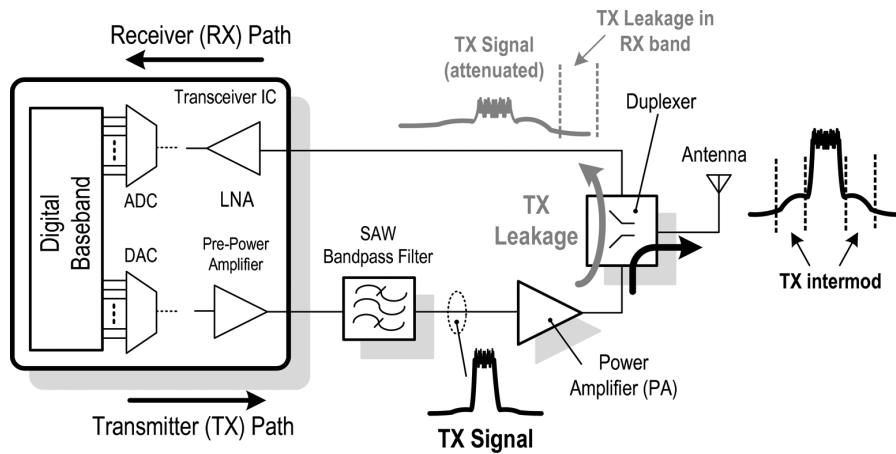 Receiver (RX) Path
TX Signal
(attenuated)
TX Leakage in
RX band
Transceiver IC
Duplexer
Antenna
Digital
Baseband
ADC
LNA
TX
Leakage
DAC
Pre-Power
Amplifier
SAW
Bandpass Filter
TX intermod
Power
Amplifier (PA)
Transmitter (TX) Path
TX Signal